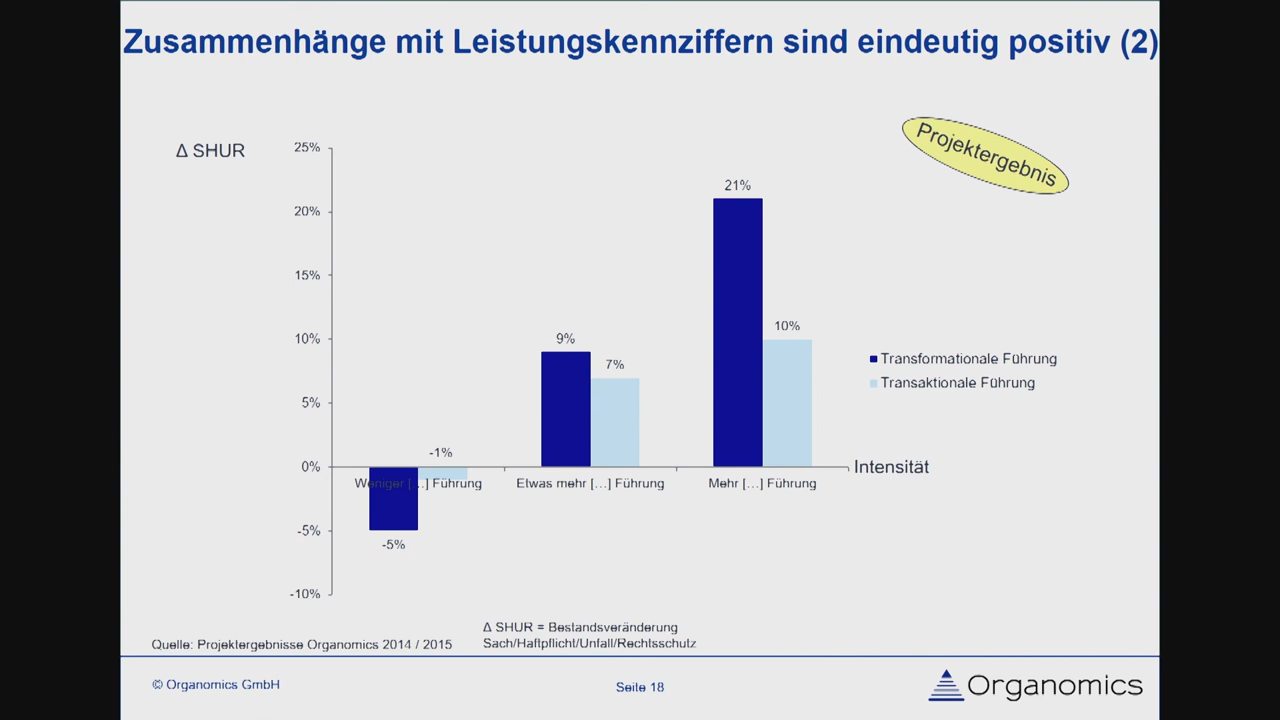 Zusammenhänge mit Leistungskennziffern sind eindeutig positiv (2)
Projektergebnis
Δ SHUR
25%
20%
15%
10%
5%
0%
-5%
-10%
-5%
-1%
9%
7%
21%
10%
Weniger [...] Führung
Etwas mehr [...] Führung
Mehr [...] Führung
Intensität
Transformationale Führung
Transaktionale Führung
Δ SHUR = Bestandsveränderung
Sach/Haftpflicht/Unfall/Rechtsschutz
Quelle: Projektergebnisse Organomics 2014 / 2015
© Organomics GmbH
Seite 18
Organomics